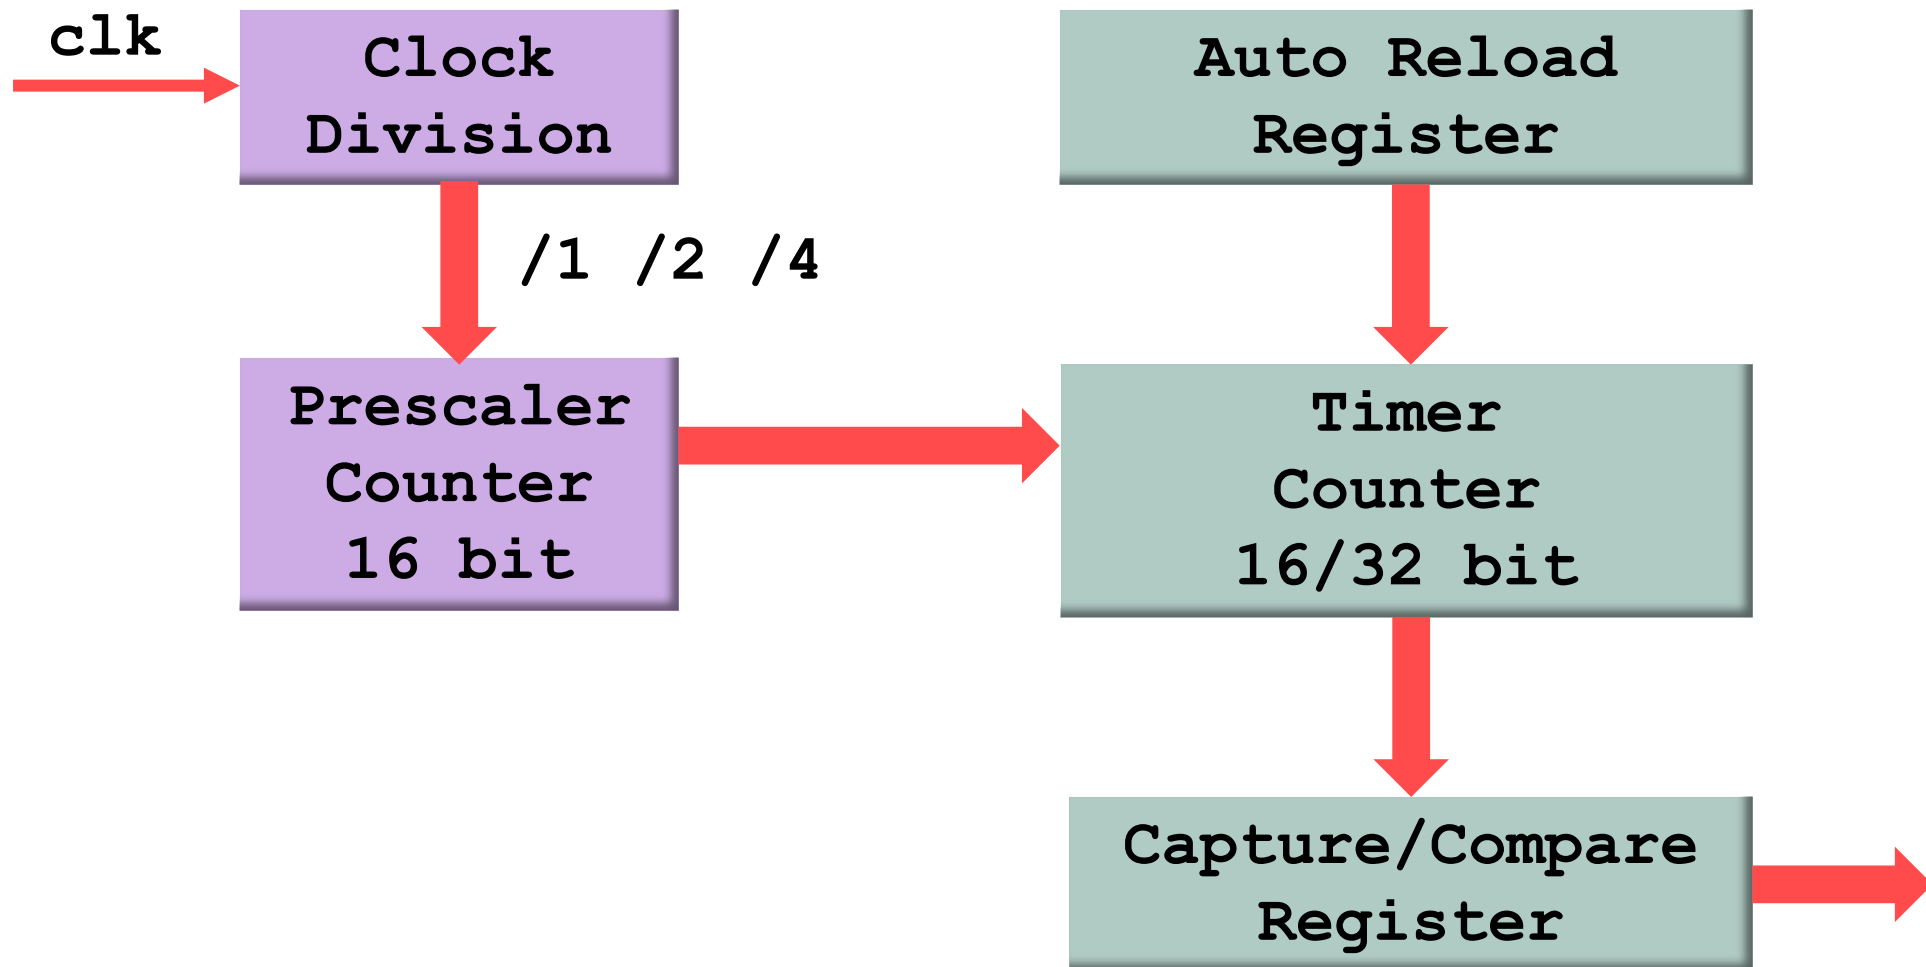 clk
Clock
Division
/1 /2 /4
Prescaler
Counter
16 bit
Auto Reload
Register
Timer
Counter
16/32 bit
Capture/Compare
Register